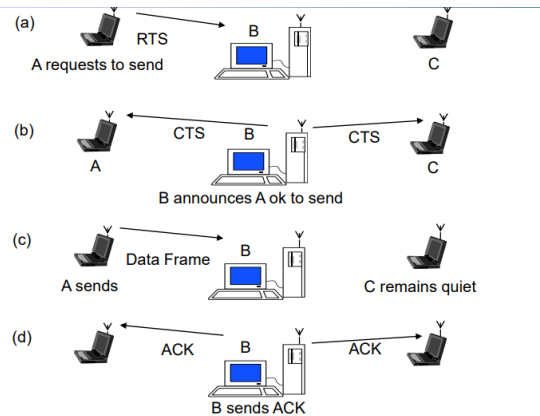 (a)
RTS
B
A requests to send
C
(b)
CTS
B
CTS
A
C
B announces A ok to send
(c)
Data Frame
B
A sends
C remains quiet
(d)
ACK
B
ACK
B sends ACK